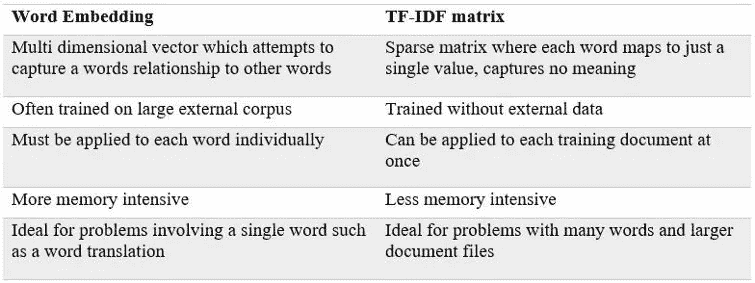 Word Embedding TF-IDF matrix
Multi dimensional vector which attempts to Sparse matrix where each word maps to just a
capture a words relationship to other words single value, captures no meaning
Often trained on large external corpus Trained without external data
Must be applied to each word individually Can be applied to each training document at
once
More memory intensive Less memory intensive
Ideal for problems involving a single word such Ideal for problems with many words and larger
as a word translation document files